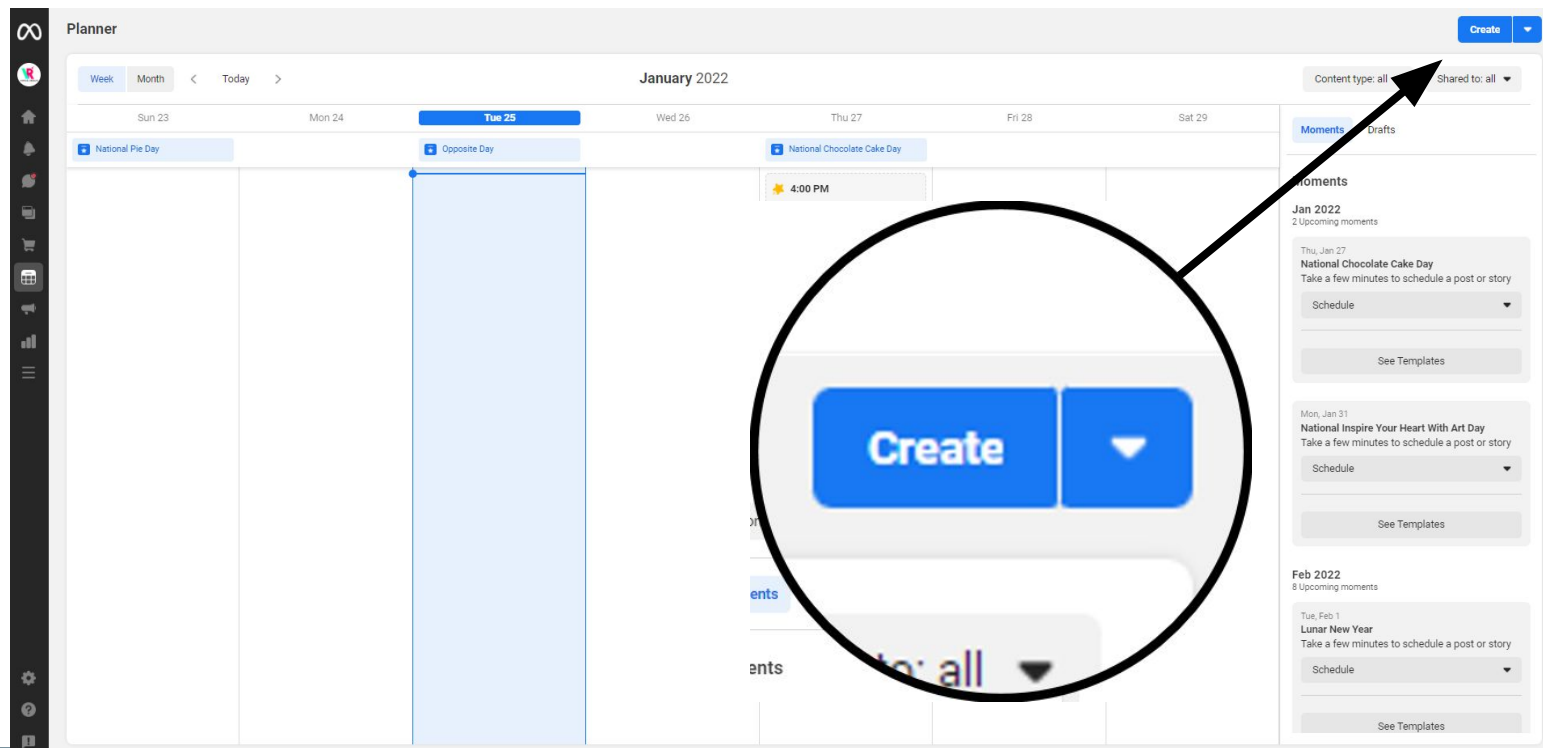 Planner
Create
Week Month Today
January 2022
Content type: all Shared to: all
Sun 23 Mon 24 Tue 25 Wed 26 Thu 27 Fri 28 Sat 29
National Pie Day Opposite Day National Chocolate Cake Day
4:00 PM
Moments Drafts
Moments
Jan 2022
2 Upcoming moments
Thu, Jan 27
National Chocolate Cake Day
Take a few minutes to schedule a post or story
Schedule
See Templates
Mon, Jan 31
National Inspire Your Heart With Art Day
Take a few minutes to schedule a post or story
Schedule
See Templates
Feb 2022
8 Upcoming moments
Tue, Feb 1
Lunar New Year
Take a few minutes to schedule a post or story
Schedule
See Templates
Create
ents
ents
to: all